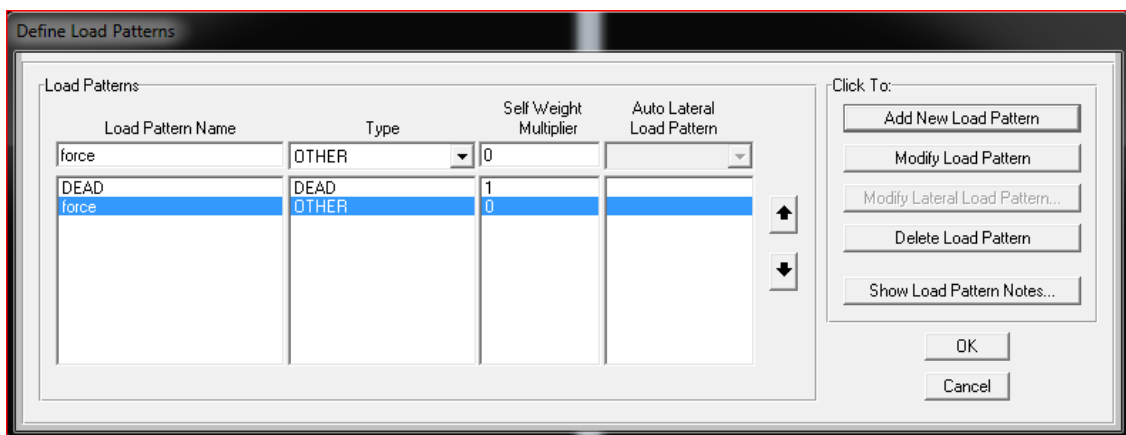 Define Load Patterns
Load Patterns
Load Pattern Name Type Self Weight Multiplier Auto Lateral Load Pattern
force OTHER 0
DEAD DEAD 1
force OTHER 0
Click To:
Add New Load Pattern
Modify Load Pattern
Modify Lateral Load Pattern...
Delete Load Pattern
Show Load Pattern Notes...
OK
Cancel